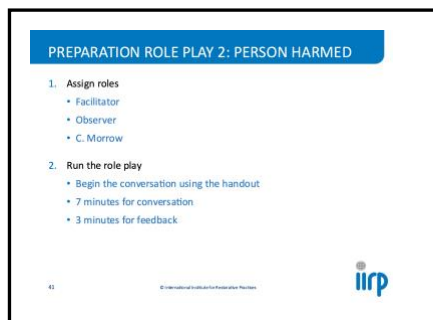 PREPARATION ROLE PLAY 2: PERSON HARMED
1. Assign roles
• Facilitator
• Observer
• C. Morrow
2. Run the role play
• Begin the conversation using the handout
• 7 minutes for conversation
• 3 minutes for feedback
41
© International Institute for Restorative Practices
iirp